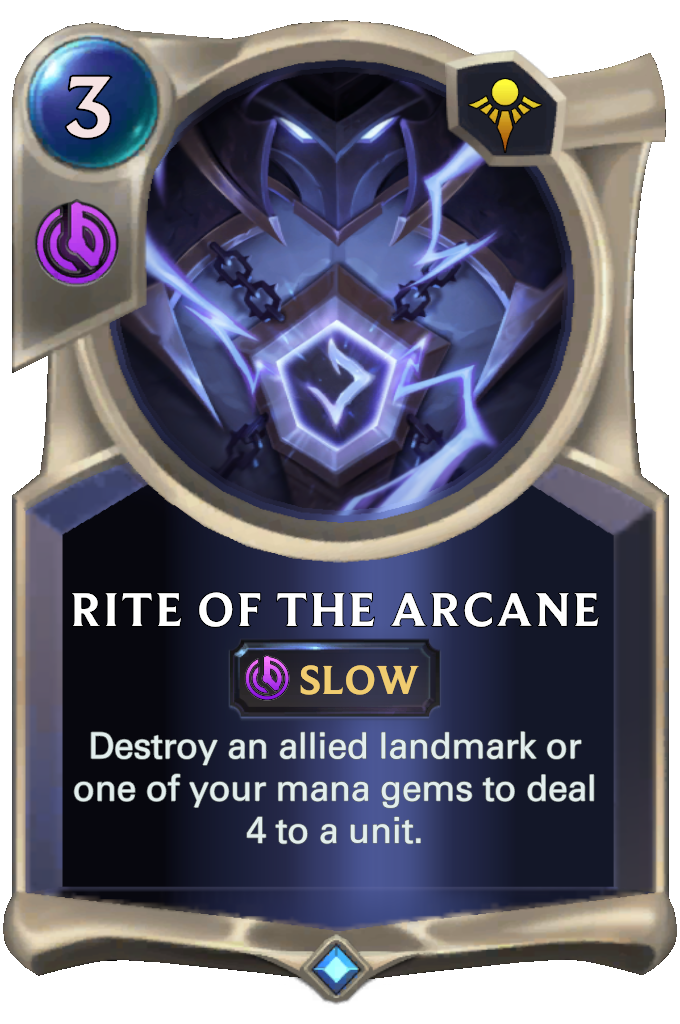 3
RITE OF THE ARCANE
SLOW
Destroy an allied landmark or
one of your mana gems to deal
4 to a unit.